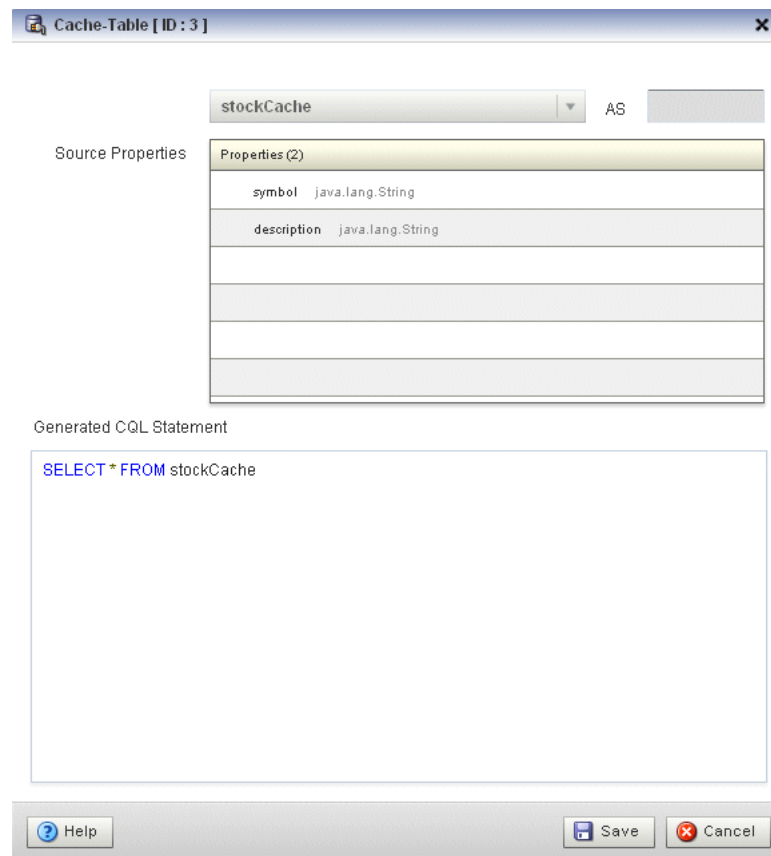 Cache-Table [ ID : 3 ]
stockCache AS
Source Properties
Properties (2)
symbol java.lang.String
description java.lang.String
Generated CQL Statement
SELECT * FROM stockCache
Help Save Cancel